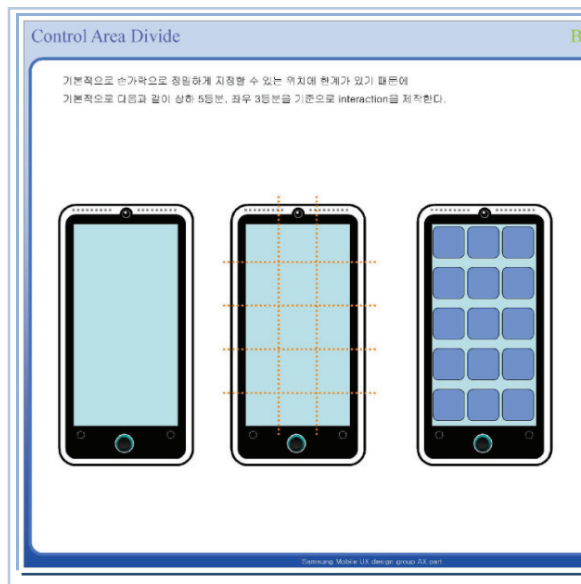 Control Area Divide
B
기본적으로 손가락으로 정밀하게 지정할 수 있는 위치에 한계가 있기 때문에
기본적으로 다음과 같이 상하 5등분, 좌우 3등분을 기준으로 interaction을 제작한다.
Samsung Mobile UX design group AX part